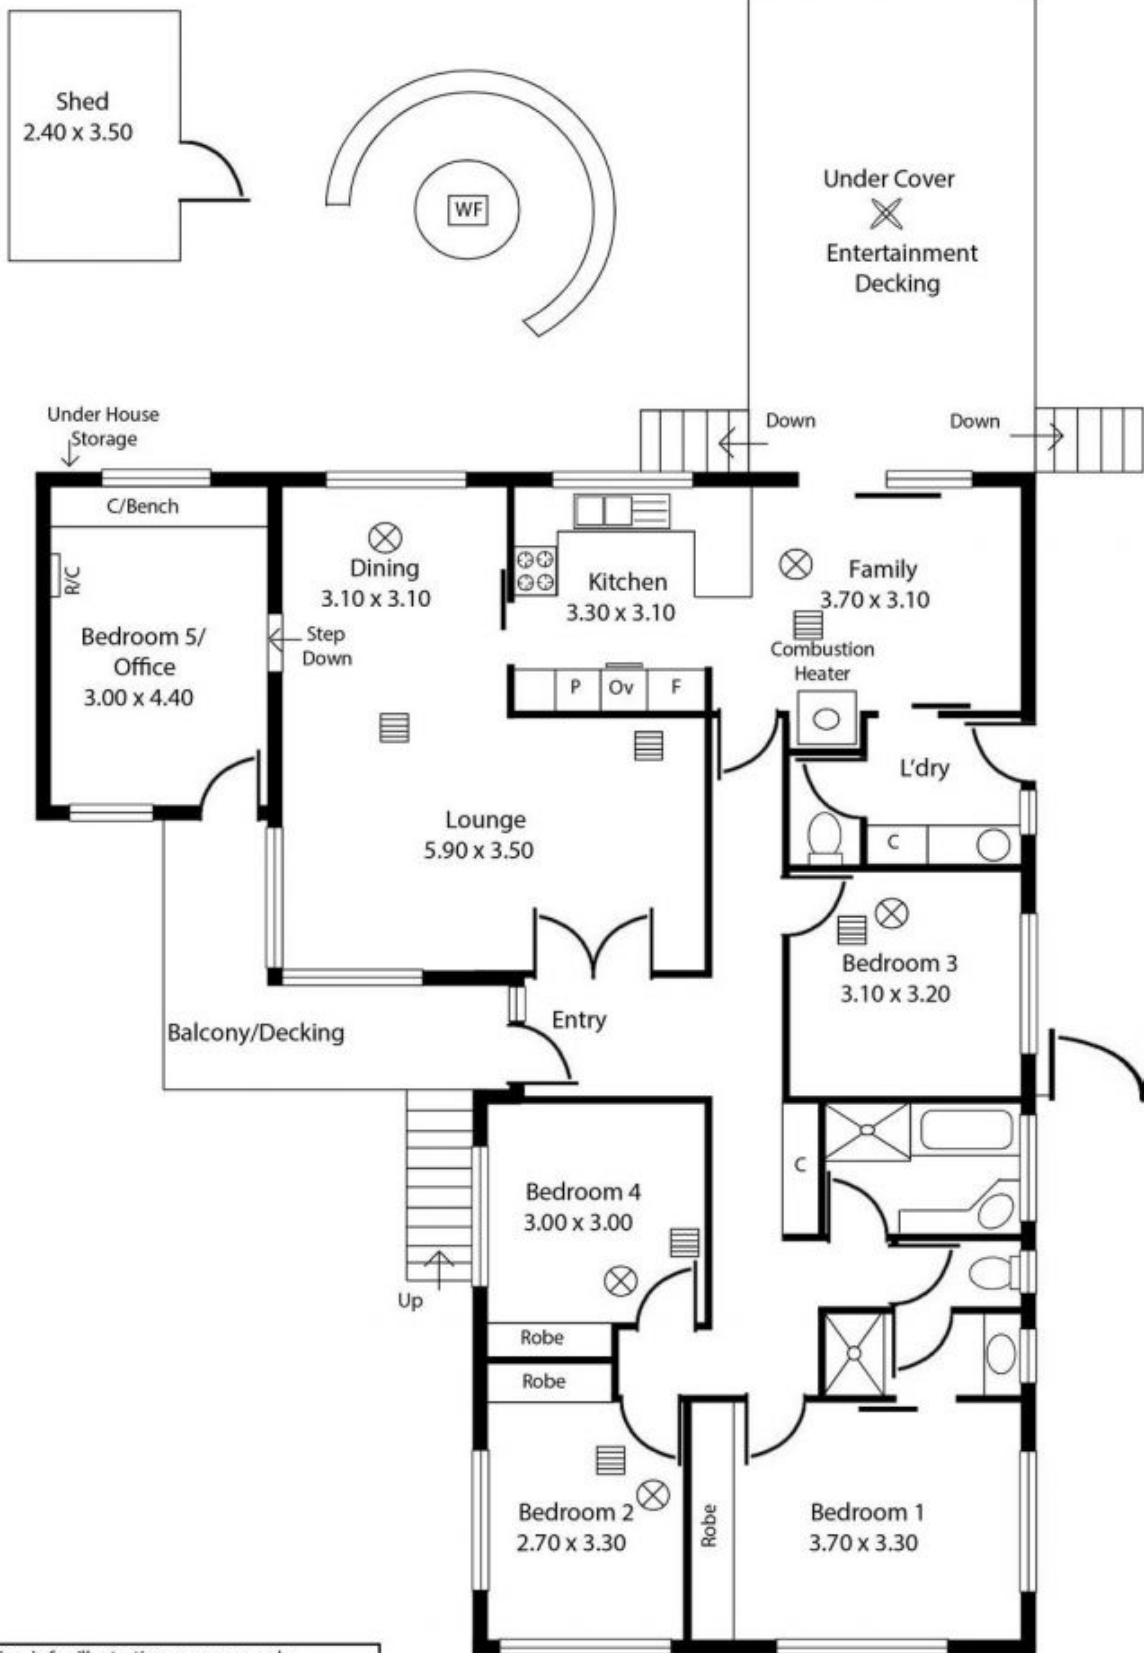 Shed
2.40 x 3.50
WF
Under Cover
Entertainment
Decking
Under House
Storage
Down
Down
C/Bench
R/C
Bedroom 5/
Office
3.00 x 4.40
Step
Down
Dining
3.10 x 3.10
Kitchen
3.30 x 3.10
Family
3.70 x 3.10
Combustion
Heater
P
Ov
F
L'dry
C
Lounge
5.90 x 3.50
Bedroom 3
3.10 x 3.20
Entry
Balcony/Decking
C
Bedroom 4
3.00 x 3.00
Up
Robe
Robe
Bedroom 2
2.70 x 3.30
Robe
Bedroom 1
3.70 x 3.30